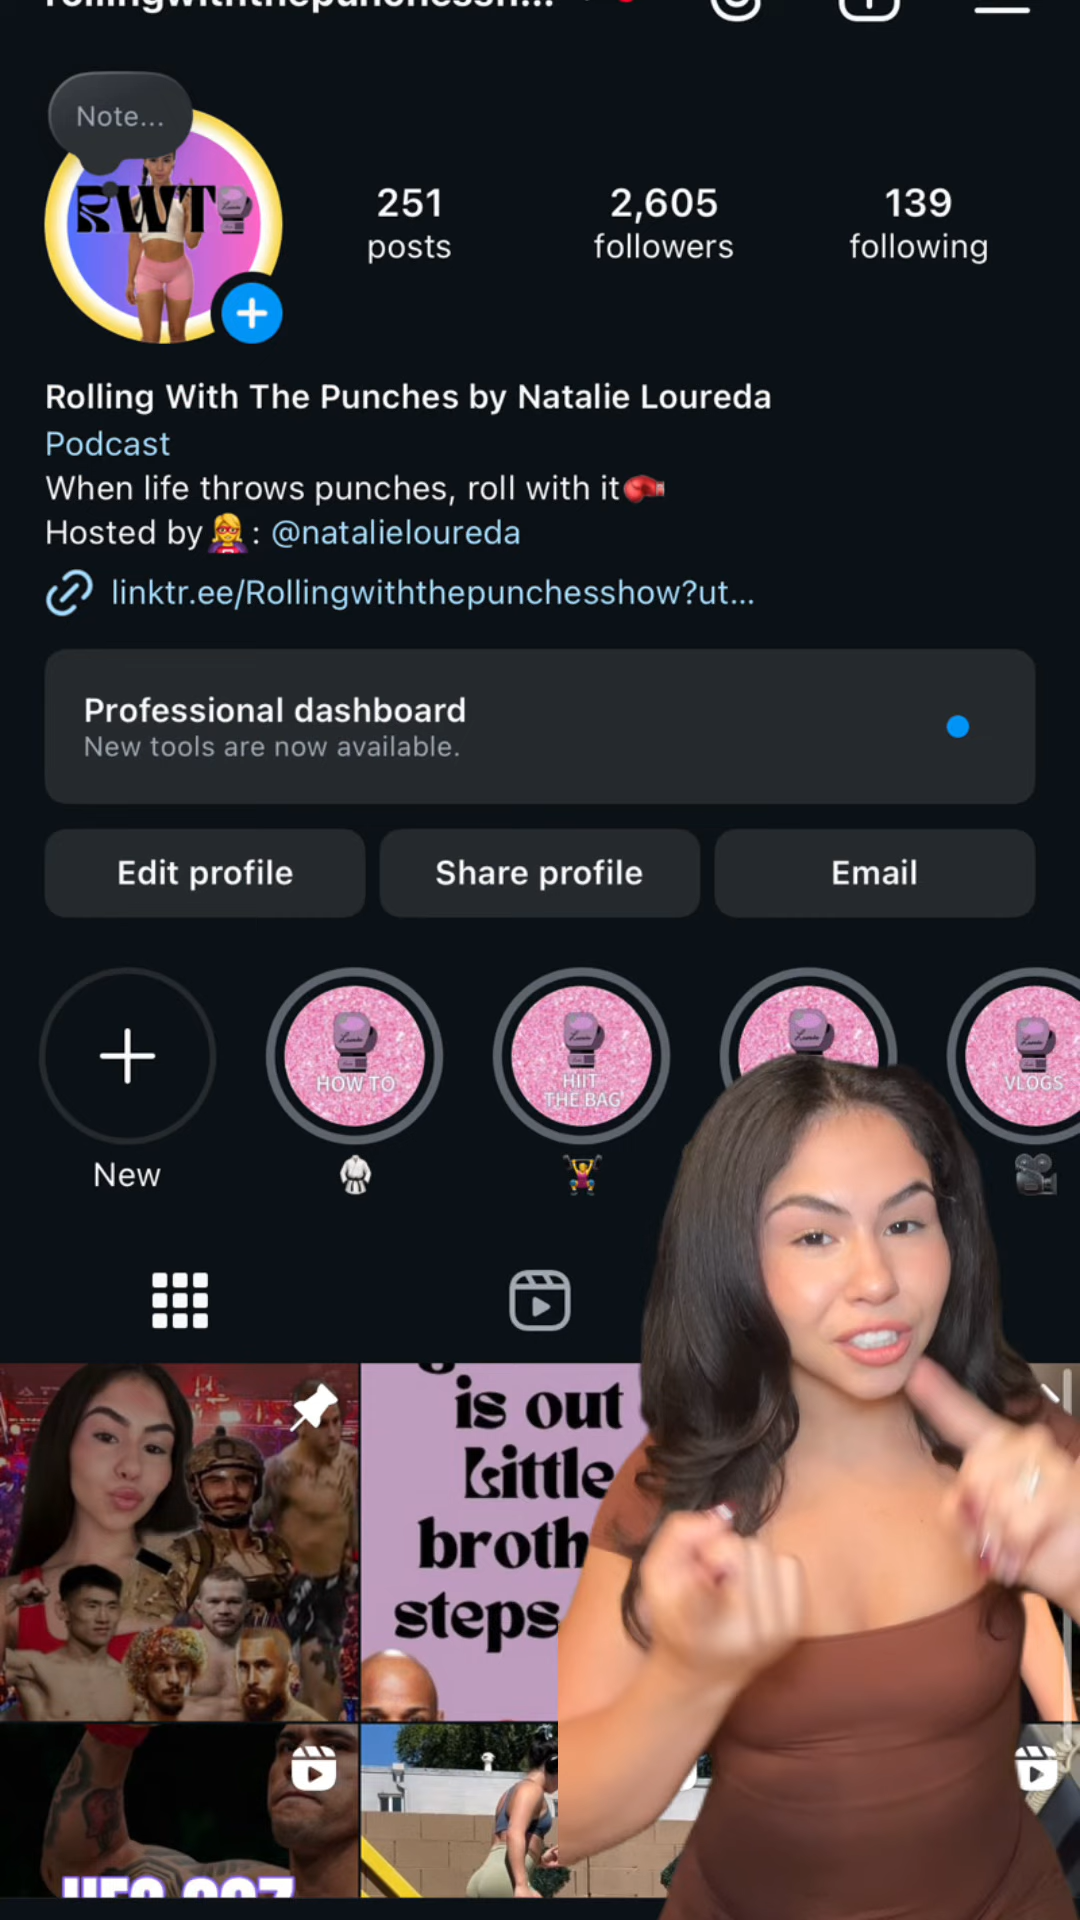 Note...
RWT
251
posts
2,605
followers
139
following
Rolling With The Punches by Natalie Loureda
Podcast
When life throws punches, roll with it
Hosted by : @natalieloureda
linktr.ee/Rollingwiththepunchesshow?ut...
Professional dashboard
New tools are now available.
Edit profile
Share profile
Email
HOW TO
HIIT
THE BAG
VLOGS
New
is out
Little
broth
steps